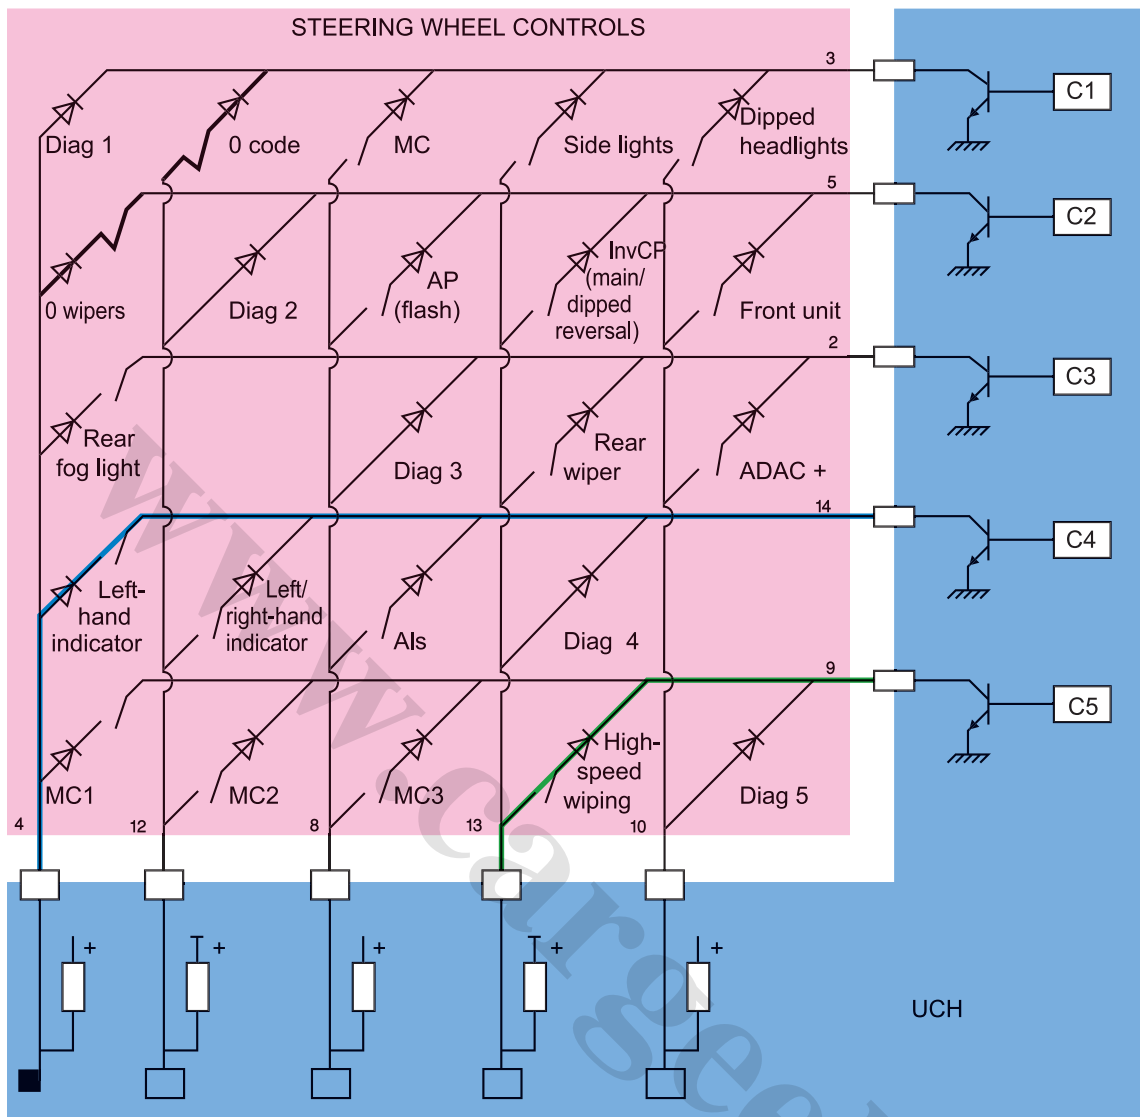 STEERING WHEEL CONTROLS
3
C1
Diag 1
0 code
MC
Side lights
Dipped
headlights
5
C2
0 wipers
Diag 2
AP
(flash)
InvCP
(main/
dipped
reversal)
Front unit
2
C3
Rear
fog light
Diag 3
Rear
wiper
ADAC +
14
C4
Left-
hand
indicator
Left/
right-hand
indicator
AIs
Diag 4
9
C5
MC1
MC2
MC3
High-
speed
wiping
Diag 5
4
12
8
13
10
+
+
+
+
+
UCH